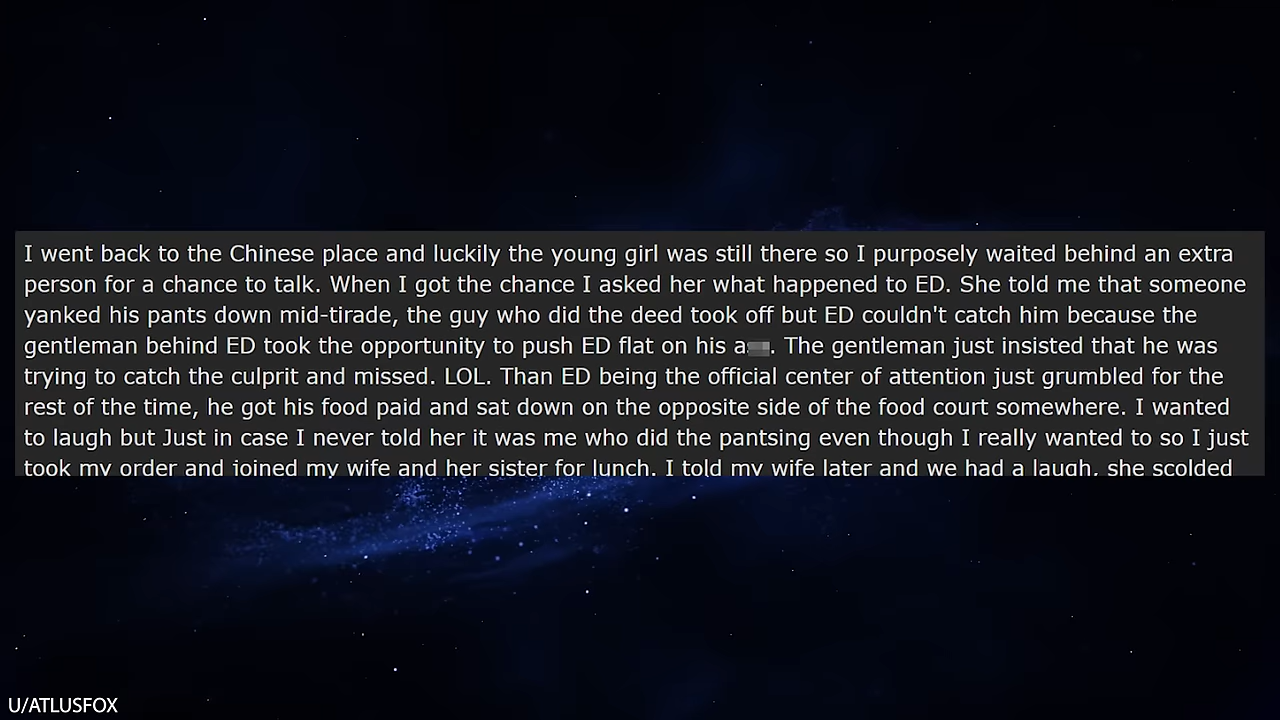 I went back to the Chinese place and luckily the young girl was still there so I purposely waited behind an extra
person for a chance to talk. When I got the chance I asked her what happened to ED. She told me that someone
yanked his pants down mid-tirade, the guy who did the deed took off but ED couldn't catch him because the
gentleman behind ED took the opportunity to push ED flat on his a. The gentleman just insisted that he was
trying to catch the culprit and missed. LOL. Than ED being the official center of attention just grumbled for the
rest of the time, he got his food paid and sat down on the opposite side of the food court somewhere. I wanted
to laugh but Just in case I never told her it was me who did the pantsing even though I really wanted to so I just
took my order and joined my wife and her sister for lunch. I told my wife later and we had a laugh, she scolded
U/ATLUSFOX